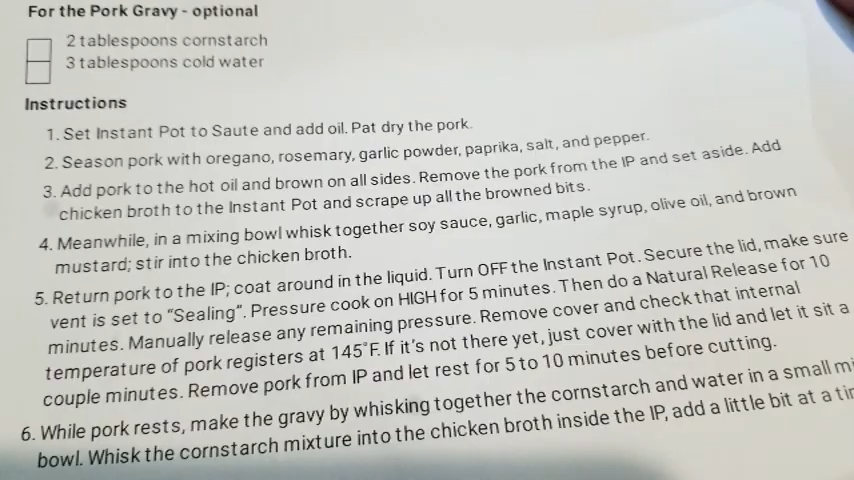 For the Pork Gravy - optional
2 tablespoons cornstarch
3 tablespoons cold water
Instructions
1. Set Instant Pot to Saute and add oil. Pat dry the pork.
2. Season pork with oregano, rosemary, garlic powder, paprika, salt, and pepper.
3. Add pork to the hot oil and brown on all sides. Remove the pork from the IP and set aside. Add
chicken broth to the Instant Pot and scrape up all the browned bits.
4. Meanwhile, in a mixing bowl whisk together soy sauce, garlic, maple syrup, olive oil, and brown
mustard; stir into the chicken broth.
5. Return pork to the IP; coat around in the liquid. Turn OFF the Instant Pot. Secure the lid, make sure
vent is set to "Sealing". Pressure cook on HIGH for 5 minutes. Then do a Natural Release for 10
minutes. Manually release any remaining pressure. Remove cover and check that internal
temperature of pork registers at 145°F. If it's not there yet, just cover with the lid and let it sit a
couple minutes. Remove pork from IP and let rest for 5 to 10 minutes before cutting.
6. While pork rests, make the gravy by whisking together the cornstarch and water in a small
bowl. Whisk the cornstarch mixture into the chicken broth inside the IP, add a little bit at a